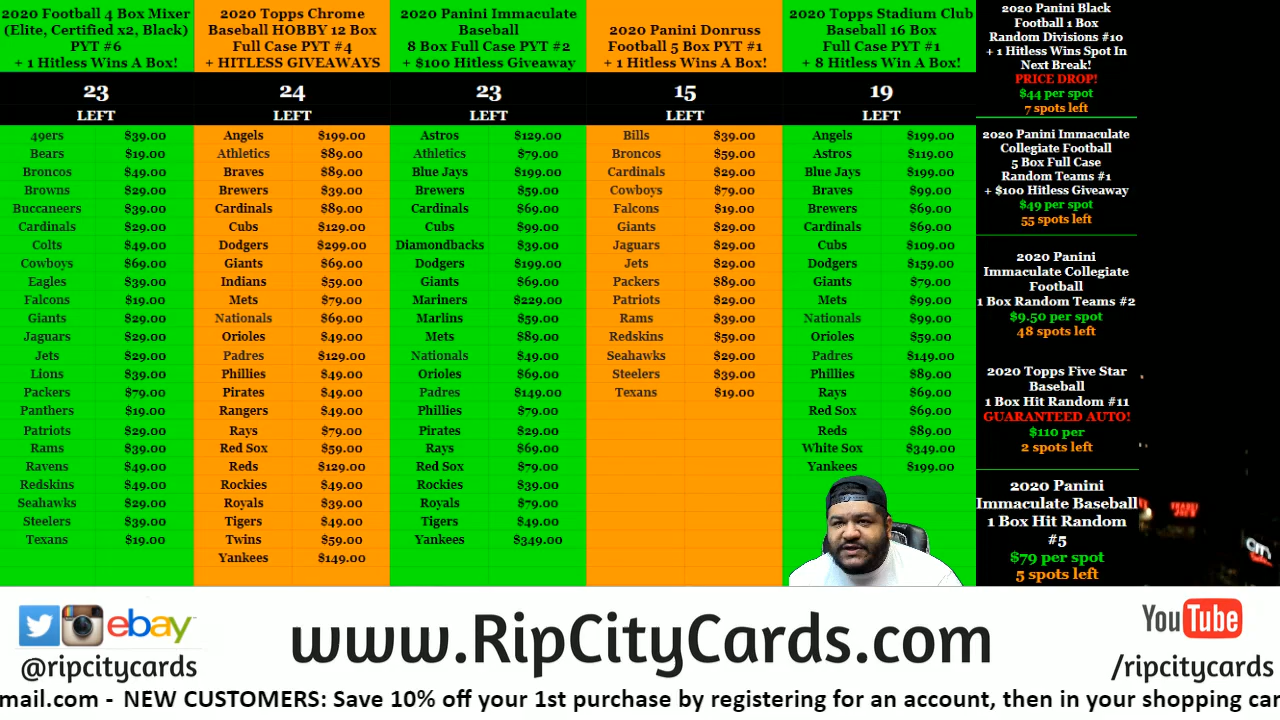 2020 Football 4 Box Mixer
(Elite, Certified x2, Black)
PYT #6
+ 1 Hitless Wins A Box!
23
LEFT
49ers $39.00
Bears $19.00
Broncos $49.00
Browns $29.00
Buccaneers $39.00
Cardinals $29.00
Colts $49.00
Cowboys $69.00
Eagles $39.00
Falcons $19.00
Giants $29.00
Jaguars $29.00
Jets $29.00
Lions $39.00
Packers $79.00
Panthers $19.00
Patriots $29.00
Rams $39.00
Ravens $49.00
Redskins $49.00
Seahawks $29.00
Steelers $39.00
Texans $19.00
2020 Topps Chrome
Baseball HOBBY 12 Box
Full Case PYT #4
+ HITLESS GIVEAWAYS
24
LEFT
Angels $199.00
Athletics $89.00
Braves $89.00
Brewers $39.00
Cardinals $89.00
Cubs $129.00
Dodgers $299.00
Giants $69.00
Indians $59.00
Mets $79.00
Nationals $69.00
Orioles $49.00
Padres $129.00
Phillies $49.00
Pirates $49.00
Rangers $49.00
Rays $79.00
Red Sox $59.00
Reds $129.00
Rockies $49.00
Royals $39.00
Tigers $49.00
Twins $59.00
Yankees $149.00
2020 Panini Immaculate
Baseball
8 Box Full Case PYT #2
+ $100 Hitless Giveaway
23
LEFT
Astros $129.00
Athletics $79.00
Blue Jays $199.00
Brewers $59.00
Cardinals $69.00
Cubs $99.00
Diamondbacks $39.00
Dodgers $199.00
Giants $69.00
Mariners $229.00
Marlins $59.00
Mets $89.00
Nationals $49.00
Orioles $69.00
Padres $149.00
Phillies $79.00
Pirates $29.00
Rays $69.00
Red Sox $79.00
Rockies $39.00
Royals $79.00
Tigers $49.00
Yankees $349.00
2020 Panini Donruss
Football 5 Box PYT #1
+ 1 Hitless Wins A Box!
15
LEFT
Bills $39.00
Broncos $59.00
Cardinals $29.00
Cowboys $79.00
Falcons $19.00
Giants $29.00
Jaguars $29.00
Jets $29.00
Packers $89.00
Patriots $29.00
Rams $39.00
Redskins $59.00
Seahawks $29.00
Steelers $39.00
Texans $19.00
2020 Topps Stadium Club
Baseball 16 Box
Full Case PYT #1
+ 8 Hitless Win A Box!
19
LEFT
Angels $199.00
Astros $119.00
Blue Jays $199.00
Braves $99.00
Brewers $69.00
Cardinals $69.00
Cubs $109.00
Dodgers $159.00
Giants $79.00
Mets $99.00
Nationals $99.00
Orioles $59.00
Padres $149.00
Phillies $89.00
Rays $69.00
Red Sox $69.00
Reds $89.00
White Sox $349.00
Yankees $199.00
2020 Panini Black
Football 1 Box
Random Divisions #10
+ 1 Hitless Wins Spot In
Next Break!
PRICE DROP!
$44 per spot
7 spots left
2020 Panini Immaculate
Collegiate Football
5 Box Full Case
Random Teams #1
+ $100 Hitless Giveaway
$49 per spot
55 spots left
2020 Panini
Immaculate Collegiate
Football
1 Box Random Teams #2
$9.50 per spot
48 spots left
2020 Topps Five Star
Baseball
1 Box Hit Random #11
GUARANTEED AUTO!
$110 per
2 spots left
2020 Panini
Immaculate Baseball
1 Box Hit Random
#5
$79 per spot
5 spots left
ebay
@ripcitycards
www.RipCityCards.com
YouTube
/ripcitycards
mail.com - NEW CUSTOMERS: Save 10% off your 1st purchase by registering for an account, then in your shopping car